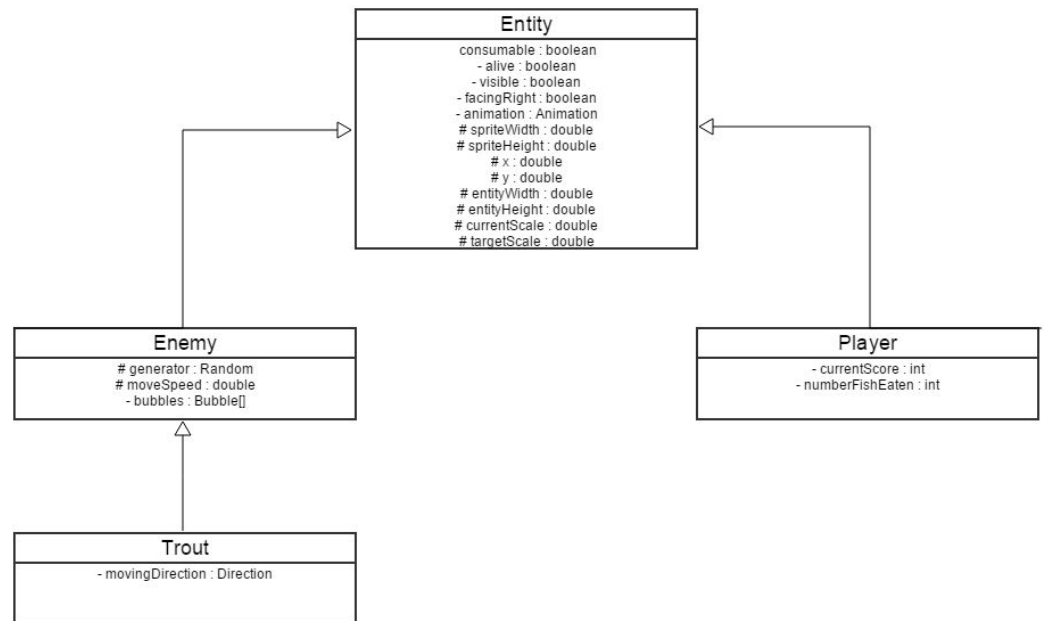 Entity
consumable : boolean
- alive : boolean
- visible : boolean
- facingRight : boolean
- animation : Animation
# spriteWidth : double
# spriteHeight : double
# x : double
# y : double
# entityWidth : double
# entityHeight : double
# currentScale : double
# targetScale : double
Enemy
# generator : Random
# moveSpeed : double
- bubbles : Bubble[]
Player
- currentScore : int
- numberFishEaten : int
Trout
- movingDirection : Direction